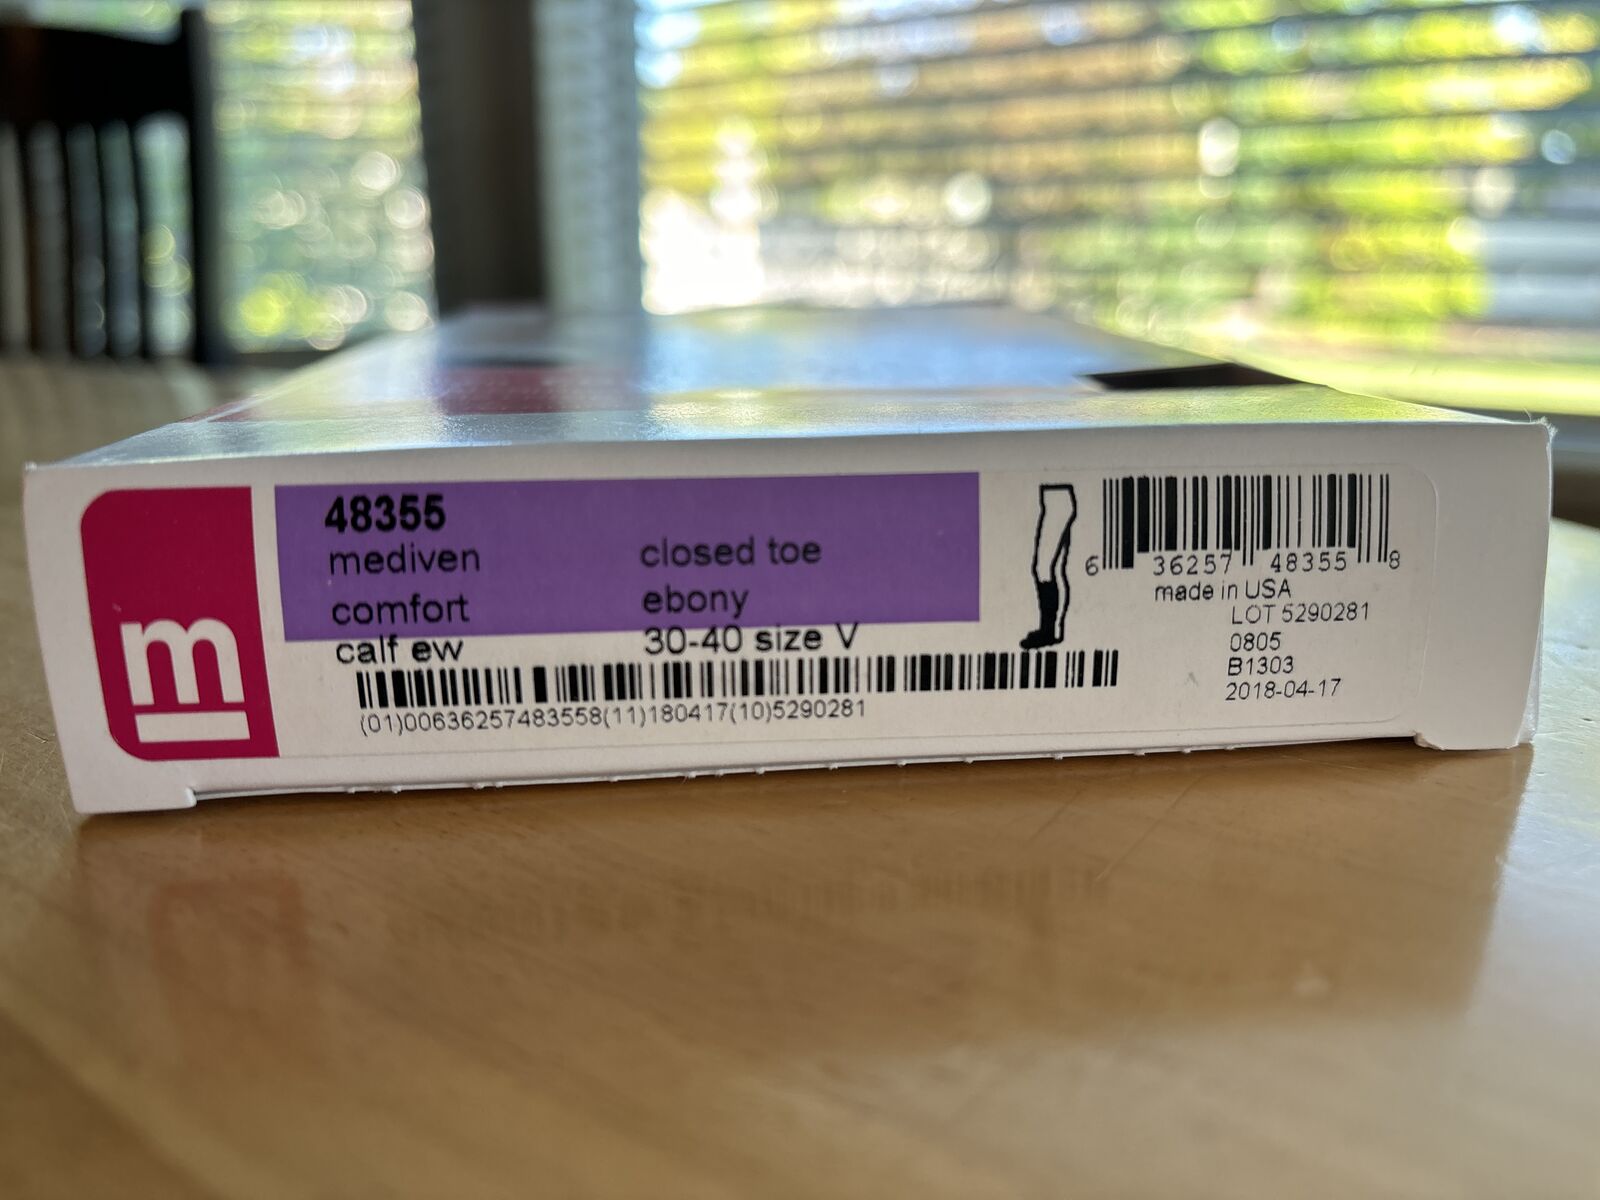 m
48355
mediven closed toe
comfort ebony
calf ew 30-40 size V
(01)00636257483558(11)180417(10)5290281
6 36257 48355 8
made in USA
LOT 5290281
0805
B1303
2018-04-17